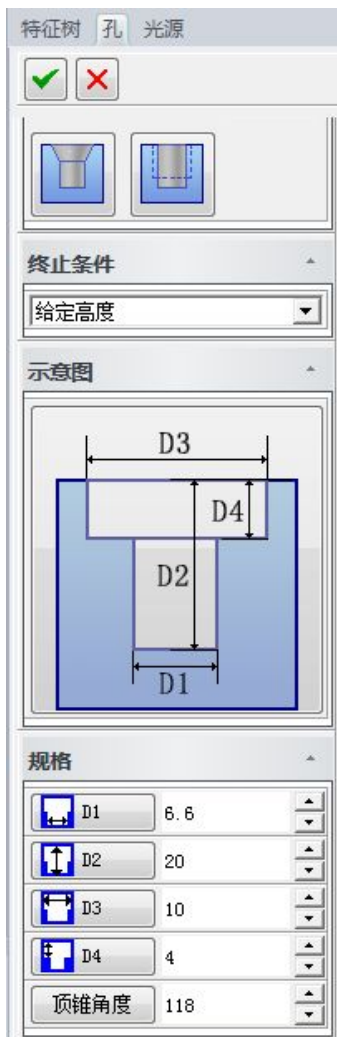 特征树 孔 光源
终止条件
给定高度
示意图
D3
D4
D2
D1
规格
D1 6.6
D2 20
D3 10
D4 4
顶锥角度 118